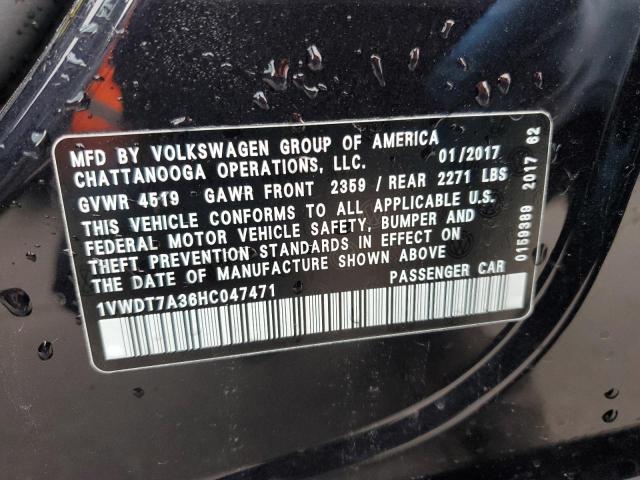 MFD BY VOLKSWAGEN GROUP OF AMERICA
CHATTANOOGA OPERATIONS, LLC. 01/2017
GVWR 4519 GAWR FRONT 2359 / REAR 2271 LBS
THIS VEHICLE CONFORMS TO ALL APPLICABLE U.S.
FEDERAL MOTOR VEHICLE SAFETY, BUMPER AND
THEFT PREVENTION STANDARDS IN EFFECT ON
THE DATE OF MANUFACTURE SHOWN ABOVE
1VWDT7A36HC047471 PASSENGER CAR
0159389 2017 62